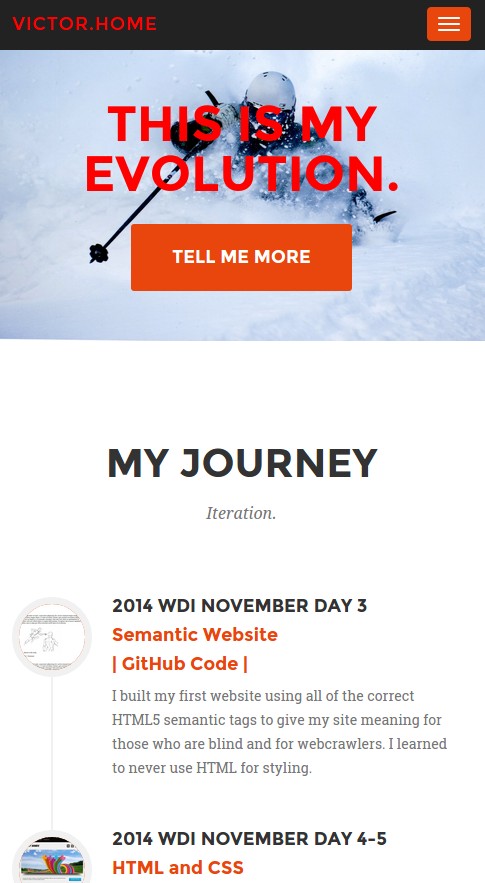 VICTOR.HOME
THIS IS MY
EVOLUTION.
TELL ME MORE
MY JOURNEY
Iteration.
2014 WDI NOVEMBER DAY 3
Semantic Website
| GitHub Code |
I built my first website using all of the correct
HTML5 semantic tags to give my site meaning for
those who are blind and for webcrawlers. I learned
to never use HTML for styling.
2014 WDI NOVEMBER DAY 4-5
HTML and CSS